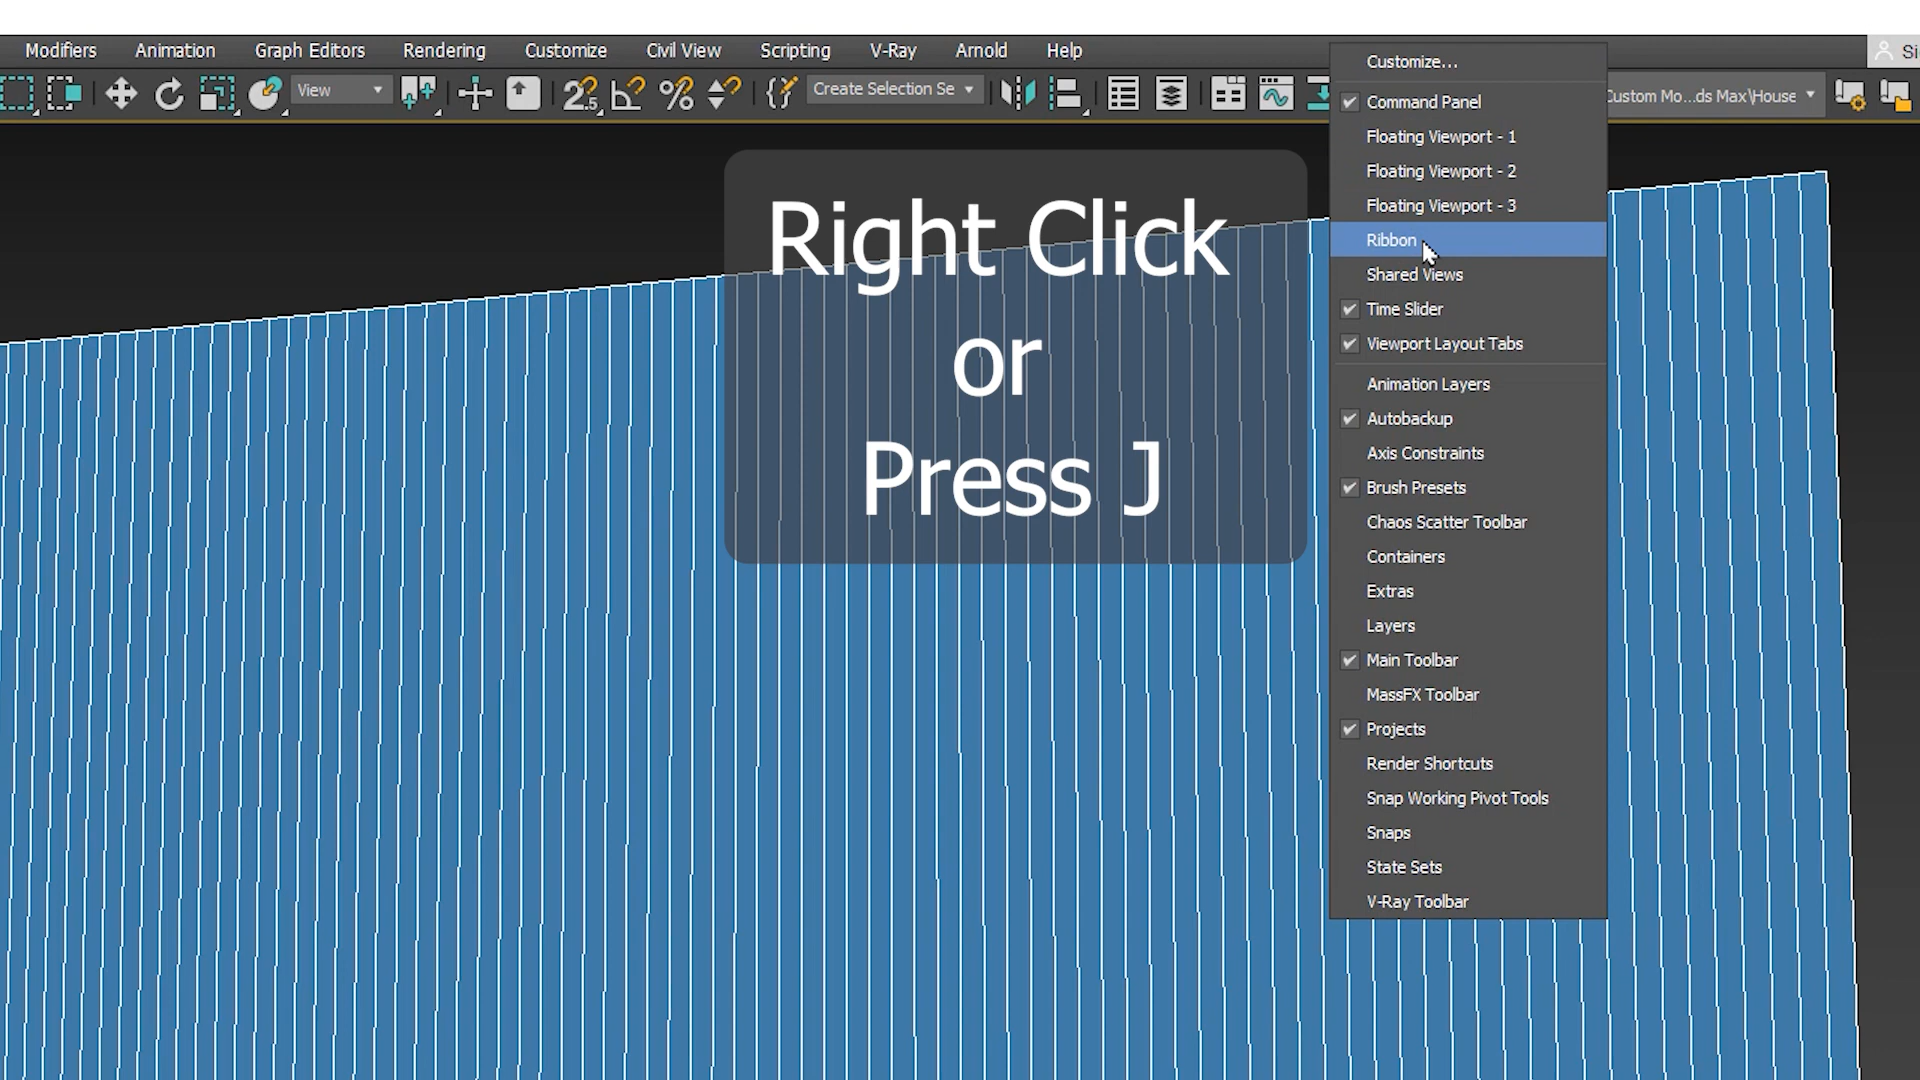 Modifiers Animation Graph Editors Rendering Customize Civil View Scripting V-Ray Arnold Help
View
2.5
Create Selection Se
Custom Mo...ds Max\House
Right Click
or
Press J
Customize...
Command Panel
Floating Viewport - 1
Floating Viewport - 2
Floating Viewport - 3
Ribbon
Shared Views
Time Slider
Viewport Layout Tabs
Animation Layers
Autobackup
Axis Constraints
Brush Presets
Chaos Scatter Toolbar
Containers
Extras
Layers
Main Toolbar
MassFX Toolbar
Projects
Render Shortcuts
Snap Working Pivot Tools
Snaps
State Sets
V-Ray Toolbar